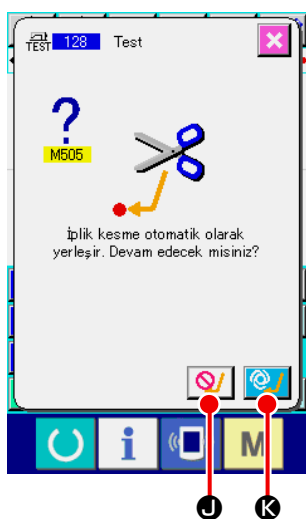 TEST 128 Test
?
M505
İplik kesme otomatik olarak
yerleşir. Devam edecek misiniz?
i M
J K